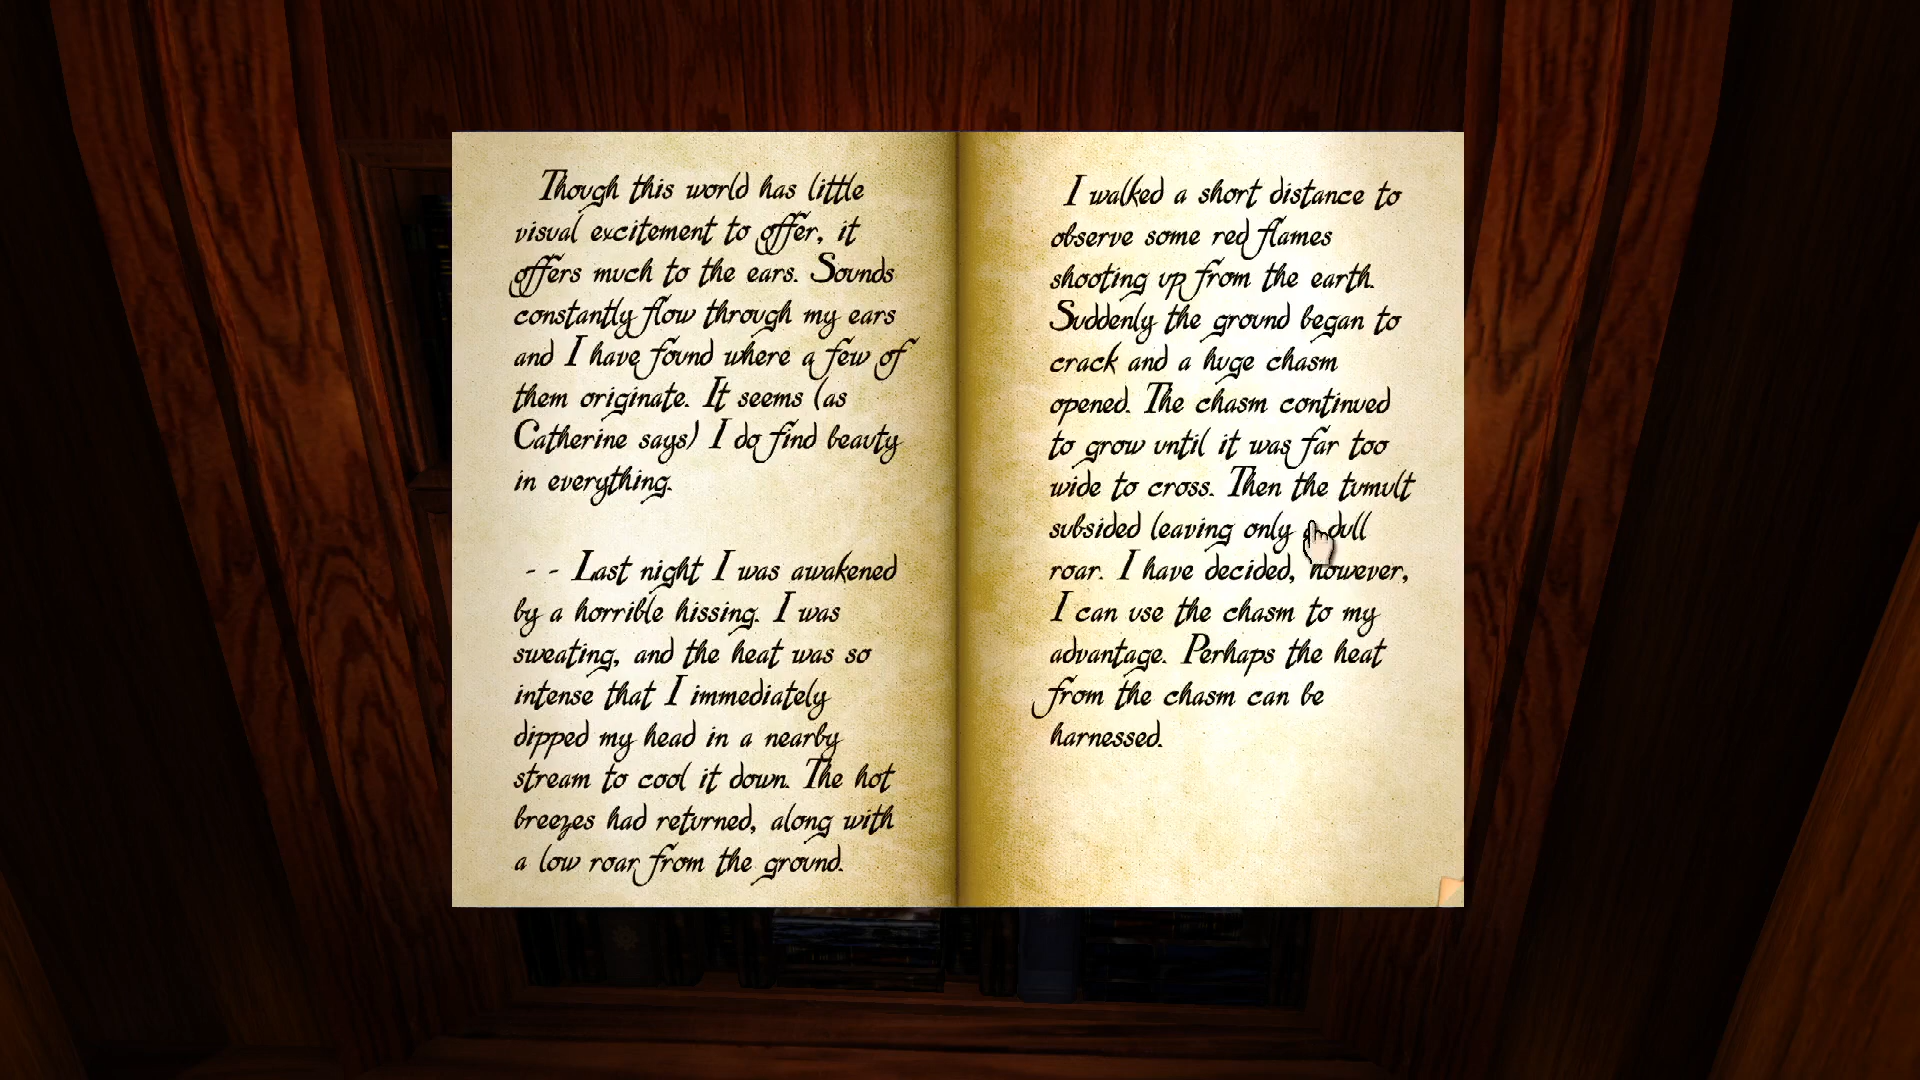 Though this world has little
visual excitement to offer, it
offers much to the ears. Sounds
constantly flow through my ears
and I have found where a few of
them originate. It seems (as
Catherine says) I do find beauty
in everything.
- - Last night I was awakened
by a horrible hissing. I was
sweating, and the heat was so
intense that I immediately
dipped my head in a nearby
stream to cool it down. The hot
breezes had returned, along with
a low roar from the ground.
I walked a short distance to
observe some red flames
shooting up from the earth.
Suddenly the ground began to
crack and a huge chasm
opened. The chasm continued
to grow until it was far too
wide to cross. Then the tumult
subsided leaving only a dull
roar. I have decided, however,
I can use the chasm to my
advantage. Perhaps the heat
from the chasm can be
harnessed.